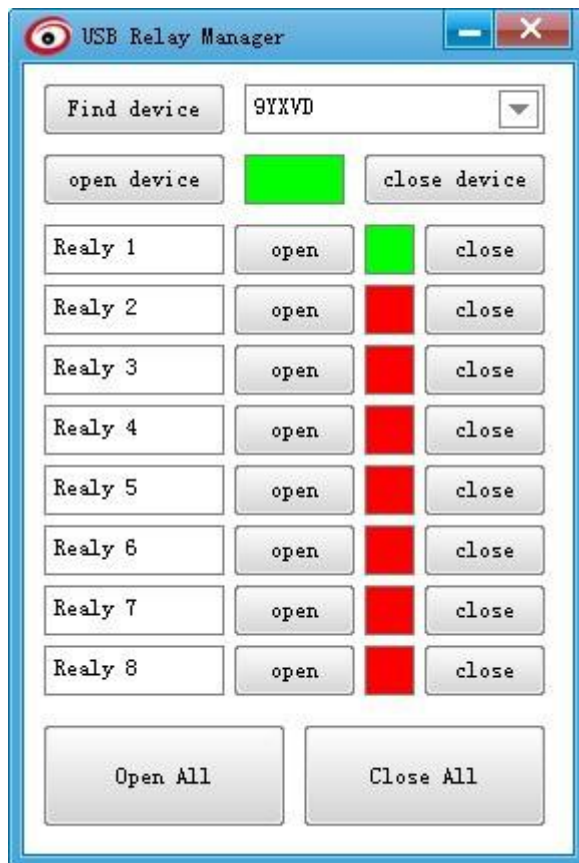 USB Relay Manager
Find device 9YXVD
open device close device
Realy 1 open close
Realy 2 open close
Realy 3 open close
Realy 4 open close
Realy 5 open close
Realy 6 open close
Realy 7 open close
Realy 8 open close
Open All Close All